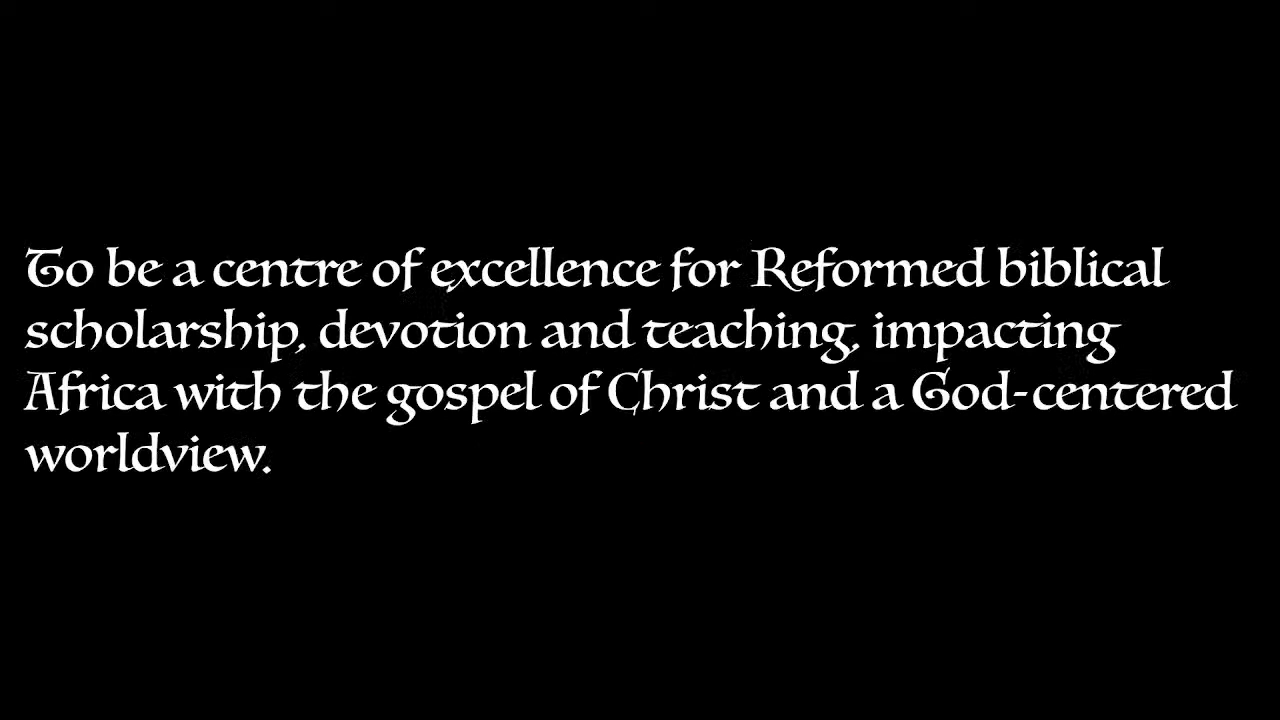 To be a centre of excellence for Reformed biblical
scholarship, devotion and teaching, impacting
Africa with the gospel of Christ and a God-centered
worldview.